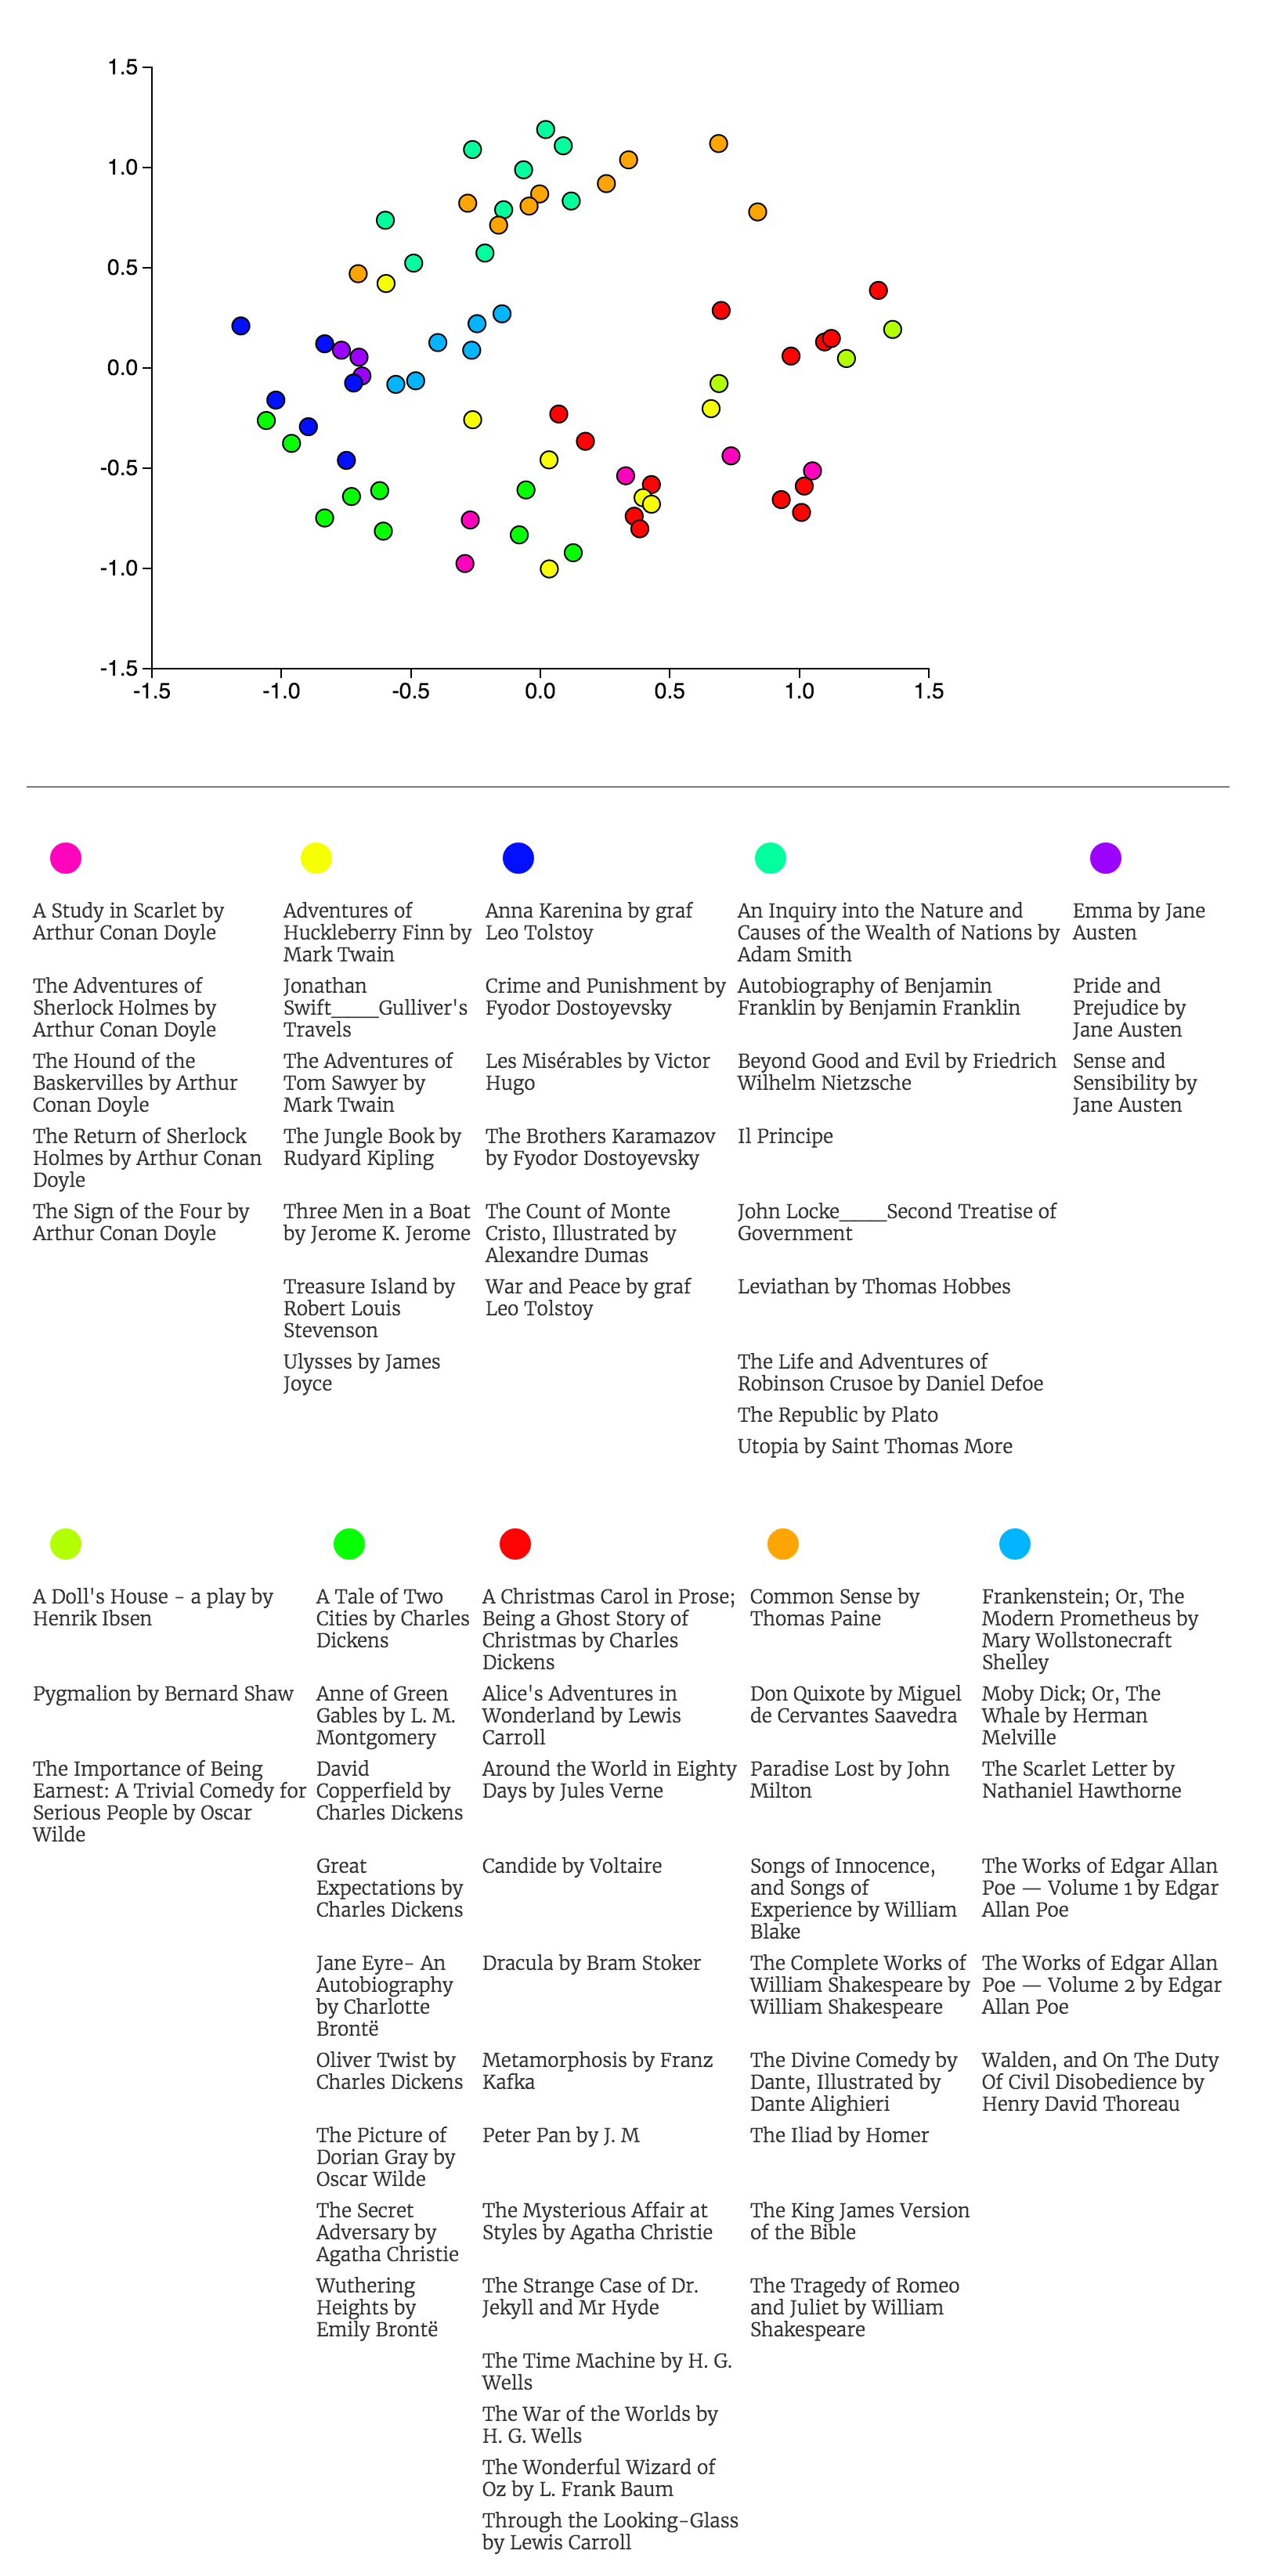 1.5
1.0
0.5
0.0
-0.5
-1.0
-1.5
-1.5
-1.0
-0.5
0.0
0.5
1.0
1.5
A Study in Scarlet by
Arthur Conan Doyle
The Adventures of
Sherlock Holmes by
Arthur Conan Doyle
The Hound of the
Baskervilles by Arthur
Conan Doyle
The Return of Sherlock
Holmes by Arthur Conan
Doyle
The Sign of the Four by
Arthur Conan Doyle
Adventures of
Huckleberry Finn by
Mark Twain
Jonathan
Swift____Gulliver's
Travels
The Adventures of
Tom Sawyer by
Mark Twain
The Jungle Book by
Rudyard Kipling
Three Men in a Boat
by Jerome K. Jerome
Treasure Island by
Robert Louis
Stevenson
Ulysses by James
Joyce
Anna Karenina by graf
Leo Tolstoy
Crime and Punishment by
Fyodor Dostoyevsky
Les Misérables by Victor
Hugo
The Brothers Karamazov
by Fyodor Dostoyevsky
The Count of Monte
Cristo, Illustrated by
Alexandre Dumas
War and Peace by graf
Leo Tolstoy
An Inquiry into the Nature and
Causes of the Wealth of Nations by
Adam Smith
Autobiography of Benjamin
Franklin by Benjamin Franklin
Beyond Good and Evil by Friedrich
Wilhelm Nietzsche
Il Principe
John Locke____Second Treatise of
Government
Leviathan by Thomas Hobbes
The Life and Adventures of
Robinson Crusoe by Daniel Defoe
The Republic by Plato
Utopia by Saint Thomas More
Emma by Jane
Austen
Pride and
Prejudice by
Jane Austen
Sense and
Sensibility by
Jane Austen
A Doll's House - a play by
Henrik Ibsen
Pygmalion by Bernard Shaw
The Importance of Being
Earnest: A Trivial Comedy for
Serious People by Oscar
Wilde
A Tale of Two
Cities by Charles
Dickens
Anne of Green
Gables by L. M.
Montgomery
David
Copperfield by
Charles Dickens
Great
Expectations by
Charles Dickens
Jane Eyre- An
Autobiography
by Charlotte
Brontë
Oliver Twist by
Charles Dickens
The Picture of
Dorian Gray by
Oscar Wilde
The Secret
Adversary by
Agatha Christie
Wuthering
Heights by
Emily Brontë
A Christmas Carol in Prose;
Being a Ghost Story of
Christmas by Charles
Dickens
Alice's Adventures in
Wonderland by Lewis
Carroll
Around the World in Eighty
Days by Jules Verne
Candide by Voltaire
Dracula by Bram Stoker
Metamorphosis by Franz
Kafka
Peter Pan by J. M
The Mysterious Affair at
Styles by Agatha Christie
The Strange Case of Dr.
Jekyll and Mr Hyde
The Time Machine by H. G.
Wells
The War of the Worlds by
H. G. Wells
The Wonderful Wizard of
Oz by L. Frank Baum
Through the Looking-Glass
by Lewis Carroll
Common Sense by
Thomas Paine
Don Quixote by Miguel
de Cervantes Saavedra
Paradise Lost by John
Milton
Songs of Innocence,
and Songs of
Experience by William
Blake
The Complete Works of
William Shakespeare by
William Shakespeare
The Divine Comedy by
Dante, Illustrated by
Dante Alighieri
The Iliad by Homer
The King James Version
of the Bible
The Tragedy of Romeo
and Juliet by William
Shakespeare
Frankenstein; Or, The
Modern Prometheus by
Mary Wollstonecraft
Shelley
Moby Dick; Or, The
Whale by Herman
Melville
The Scarlet Letter by
Nathaniel Hawthorne
The Works of Edgar Allan
Poe — Volume 1 by Edgar
Allan Poe
The Works of Edgar Allan
Poe — Volume 2 by Edgar
Allan Poe
Walden, and On The Duty
Of Civil Disobedience by
Henry David Thoreau